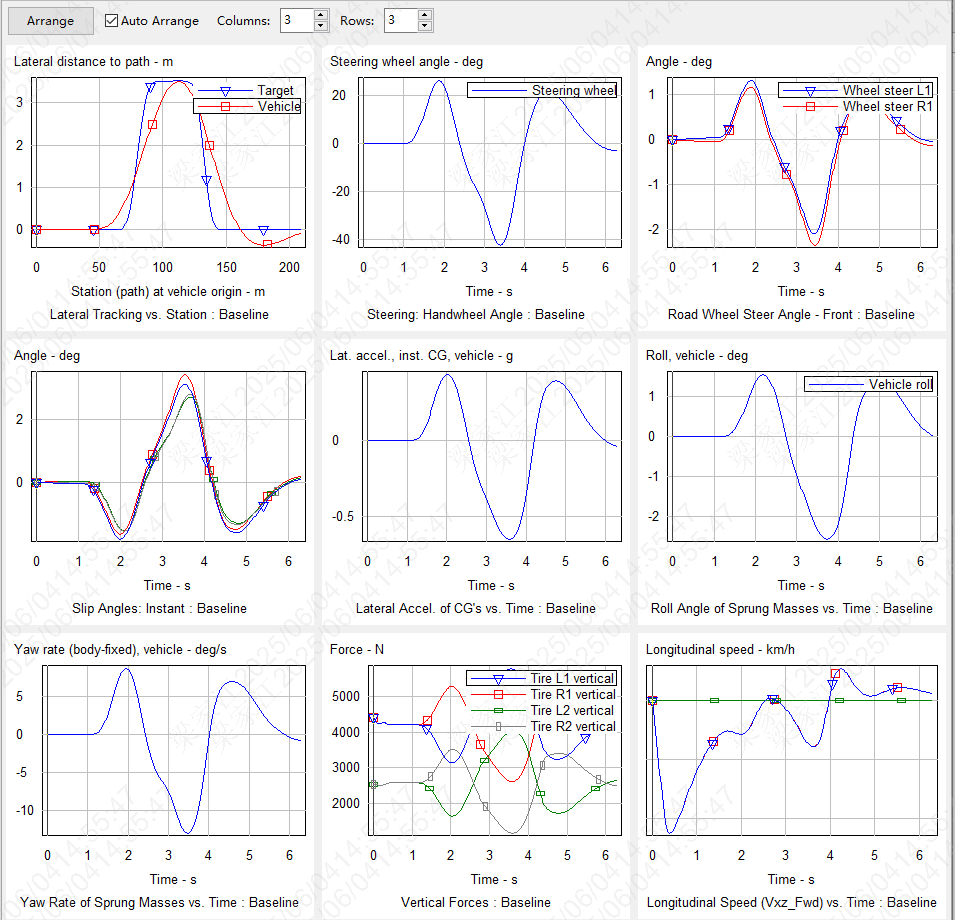 Arrange
Auto Arrange
Columns: 3
Rows: 3
Lateral distance to path - m
Target
Vehicle
3
2
1
0
0 50 100 150 200
Station (path) at vehicle origin - m
Lateral Tracking vs. Station : Baseline
Steering wheel angle - deg
Steering wheel
20
0
-20
-40
0 1 2 3 4 5 6
Time - s
Steering: Handwheel Angle : Baseline
Angle - deg
Wheel steer L1
Wheel steer R1
1
0
-1
-2
0 1 2 3 4 5 6
Time - s
Road Wheel Steer Angle - Front : Baseline
Angle - deg
2
0
0 1 2 3 4 5 6
Time - s
Slip Angles: Instant : Baseline
Lat. accel., inst. CG, vehicle - g
0
-0.5
0 1 2 3 4 5 6
Time - s
Lateral Accel. of CG's vs. Time : Baseline
Roll, vehicle - deg
Vehicle roll
1
0
-1
-2
0 1 2 3 4 5 6
Time - s
Roll Angle of Sprung Masses vs. Time : Baseline
Yaw rate (body-fixed), vehicle - deg/s
5
0
-5
-10
0 1 2 3 4 5 6
Time - s
Yaw Rate of Sprung Masses vs. Time : Baseline
Force - N
Tire L1 vertical
Tire R1 vertical
Tire L2 vertical
Tire R2 vertical
5000
4000
3000
2000
0 1 2 3 4 5 6
Time - s
Vertical Forces : Baseline
Longitudinal speed - km/h
0 1 2 3 4 5 6
Time - s
Longitudinal Speed (Vxz_Fwd) vs. Time : Baseline